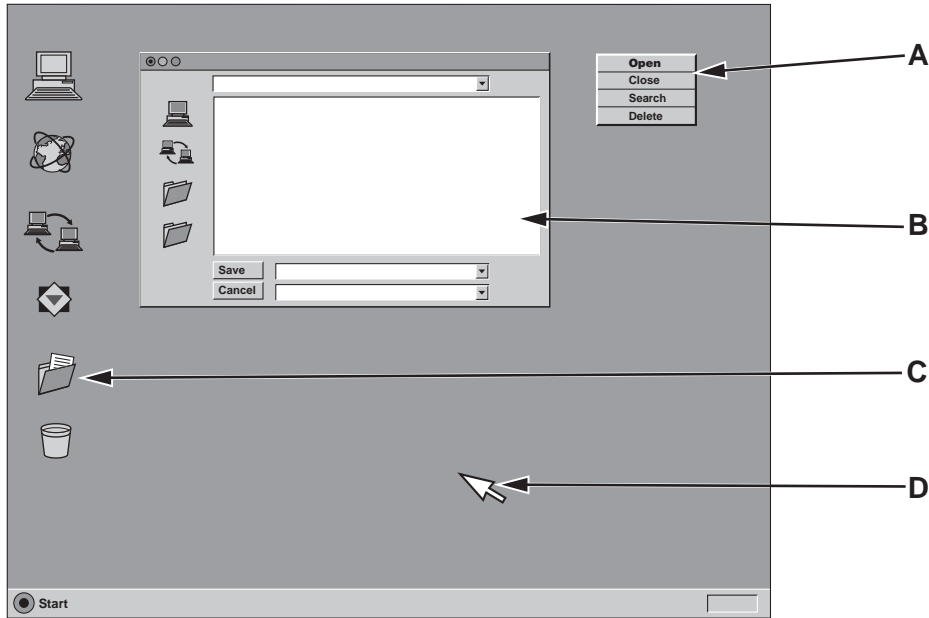 Open
Close
Search
Delete
A
B
Save
Cancel
C
D
Start